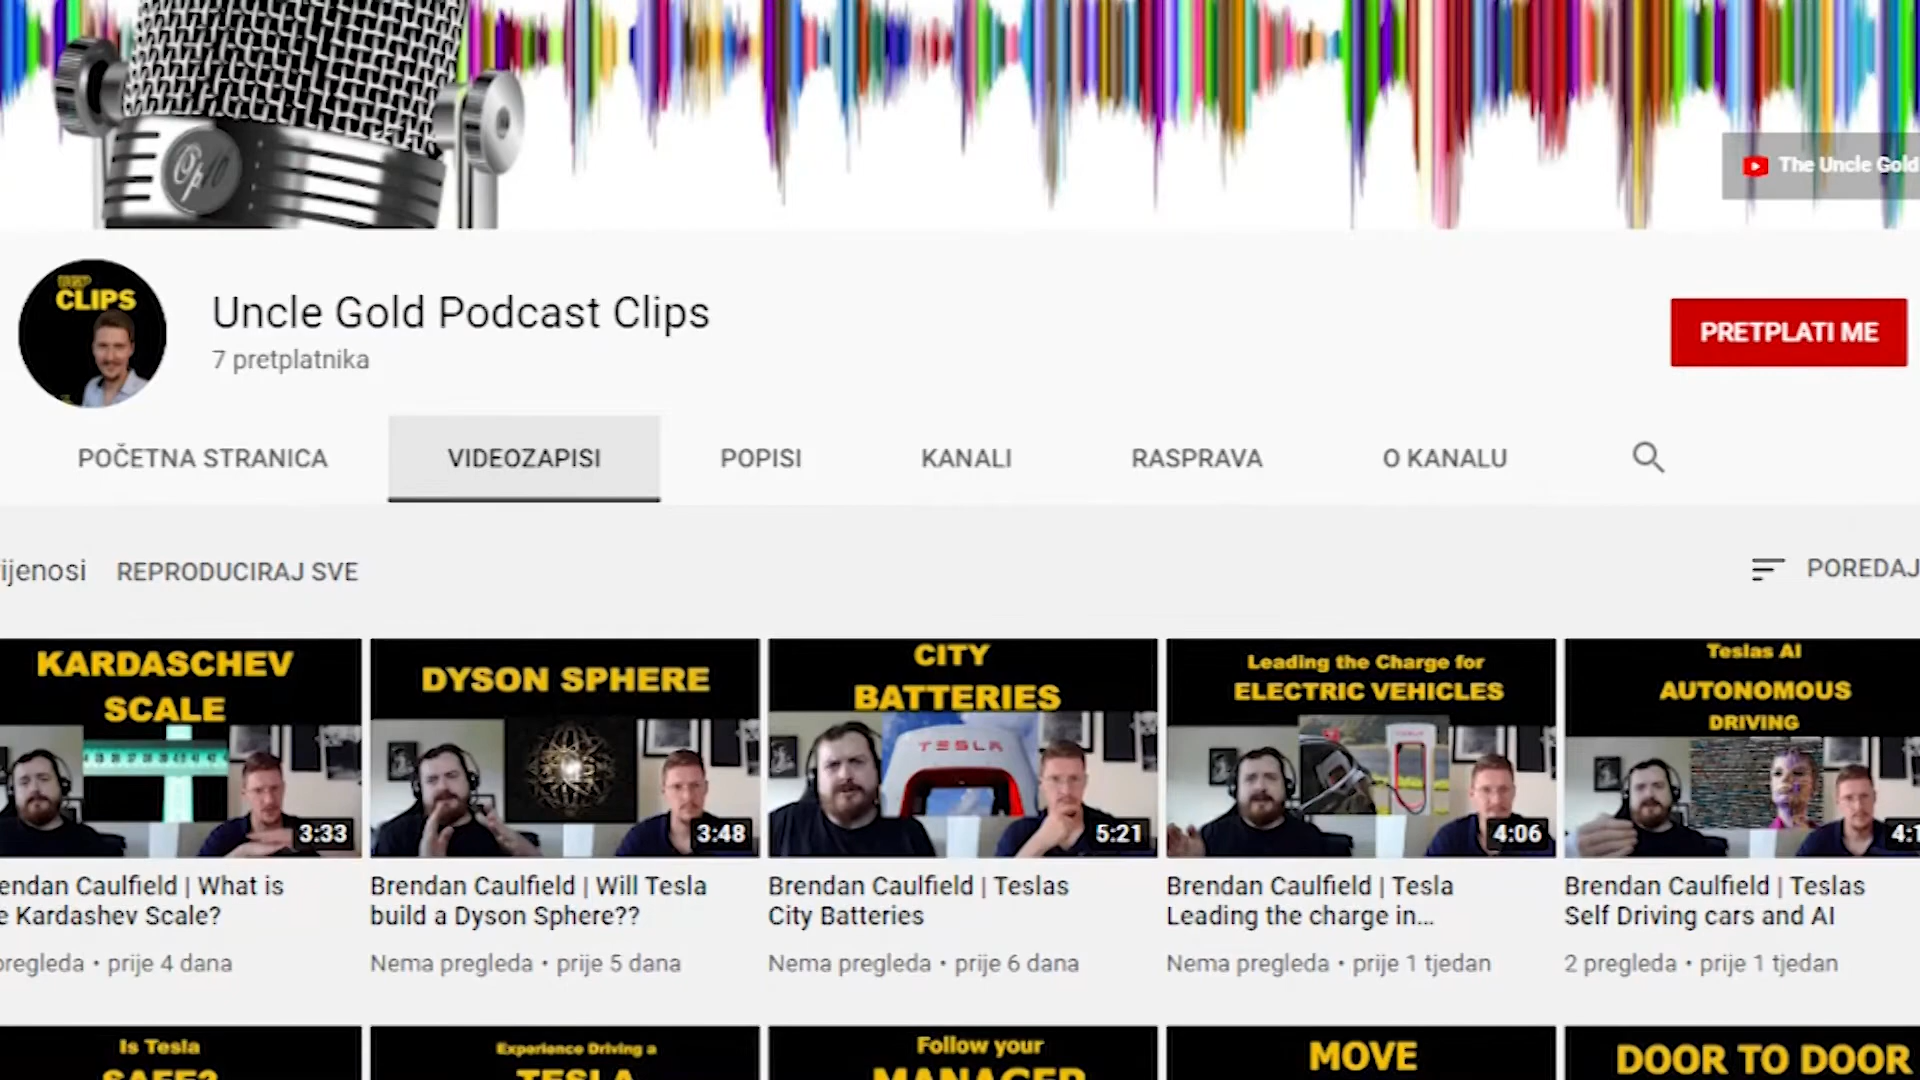 The Uncle Gold
CLIPS
Uncle Gold Podcast Clips
7 pretplatnika
PRETPLATI ME
POČETNA STRANICA
VIDEOZAPISI
POPISI
KANALI
RASPRAVA
O KANALU
ijenosi
REPRODUCIRAJ SVE
POREDAJ
KARDASCHEV
SCALE
3:33
DYSON SPHERE
3:48
CITY
BATTERIES
TESLA
5:21
Leading the Charge for
ELECTRIC VEHICLES
4:06
Teslas AI
AUTONOMOUS
DRIVING
4:1
endan Caulfield | What is
e Kardashev Scale?
pregleda • prije 4 dana
Brendan Caulfield | Will Tesla
build a Dyson Sphere??
Nema pregleda • prije 5 dana
Brendan Caulfield | Teslas
City Batteries
Nema pregleda • prije 6 dana
Brendan Caulfield | Tesla
Leading the charge in...
Nema pregleda • prije 1 tjedan
Brendan Caulfield | Teslas
Self Driving cars and AI
2 pregleda • prije 1 tjedan
Is Tesla
SAFE?
Experience Driving a
TESLA
Follow your
MANAGER
MOVE
DOOR TO DOOR